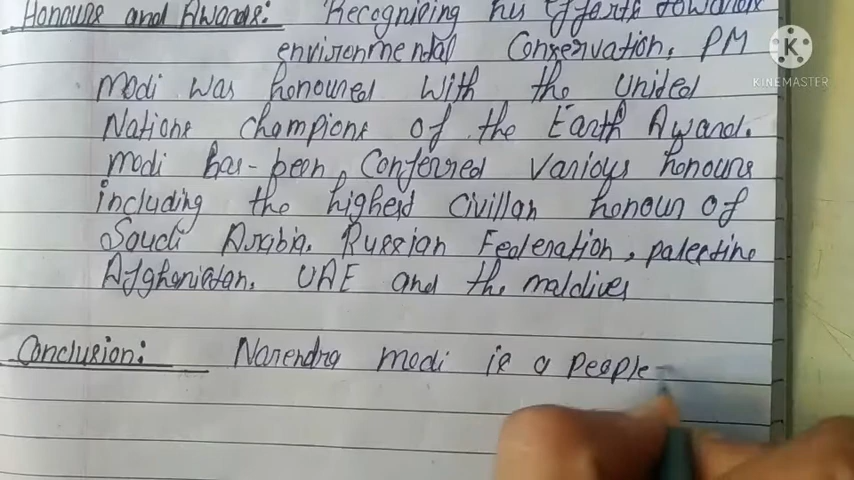 Honours and Awards: Recognising his efforts towards
environmental Conservation, PM
Modi was honoured with the United
Nations champions of the Earth Award.
Modi has been conferred various honours
including the highest civillan honour of
Saudi Arabia. Russian Federation, palestine
Afghanistan, UAE and the maldives
Conclusion: Narendra modi is a people-
K
KINEMASTER